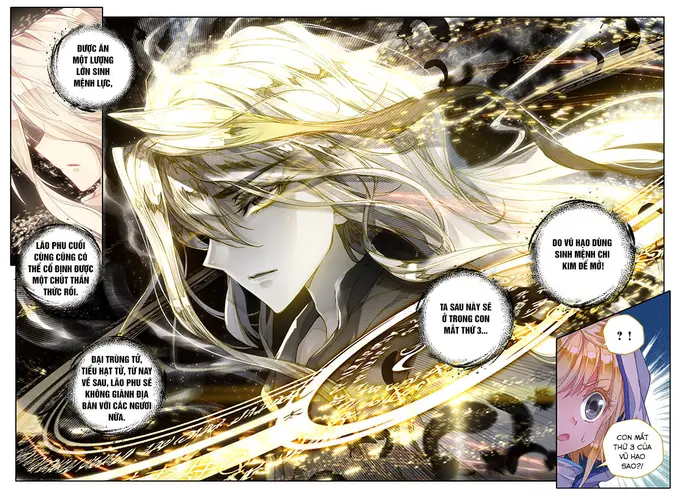 ĐƯỢC ĂN
MỘT LƯỢNG
LỚN SINH
MỆNH LỰC,
LÃO PHU CUỐI
CÙNG CŨNG CÓ
THỂ CỐ ĐỊNH ĐƯỢC
MỘT CHÚT THẦN
THỨC RỒI.
ĐẠI TRÙNG TỬ,
TIỂU HẠT TỬ, TỪ NAY
VỀ SAU, LÃO PHU SẼ
KHÔNG GIÀNH ĐỊA
BÀN VỚI CÁC NGƯƠI
NỮA.
TA SAU NÀY SẼ
Ở TRONG CON
MẮT THỨ 3...
DO VŨ HẠO DÙNG
SINH MỆNH CHI
KIM ĐỂ MỞ!
? !
CON MẮT
THỨ 3 CỦA
VŨ HẠO
SAO?!